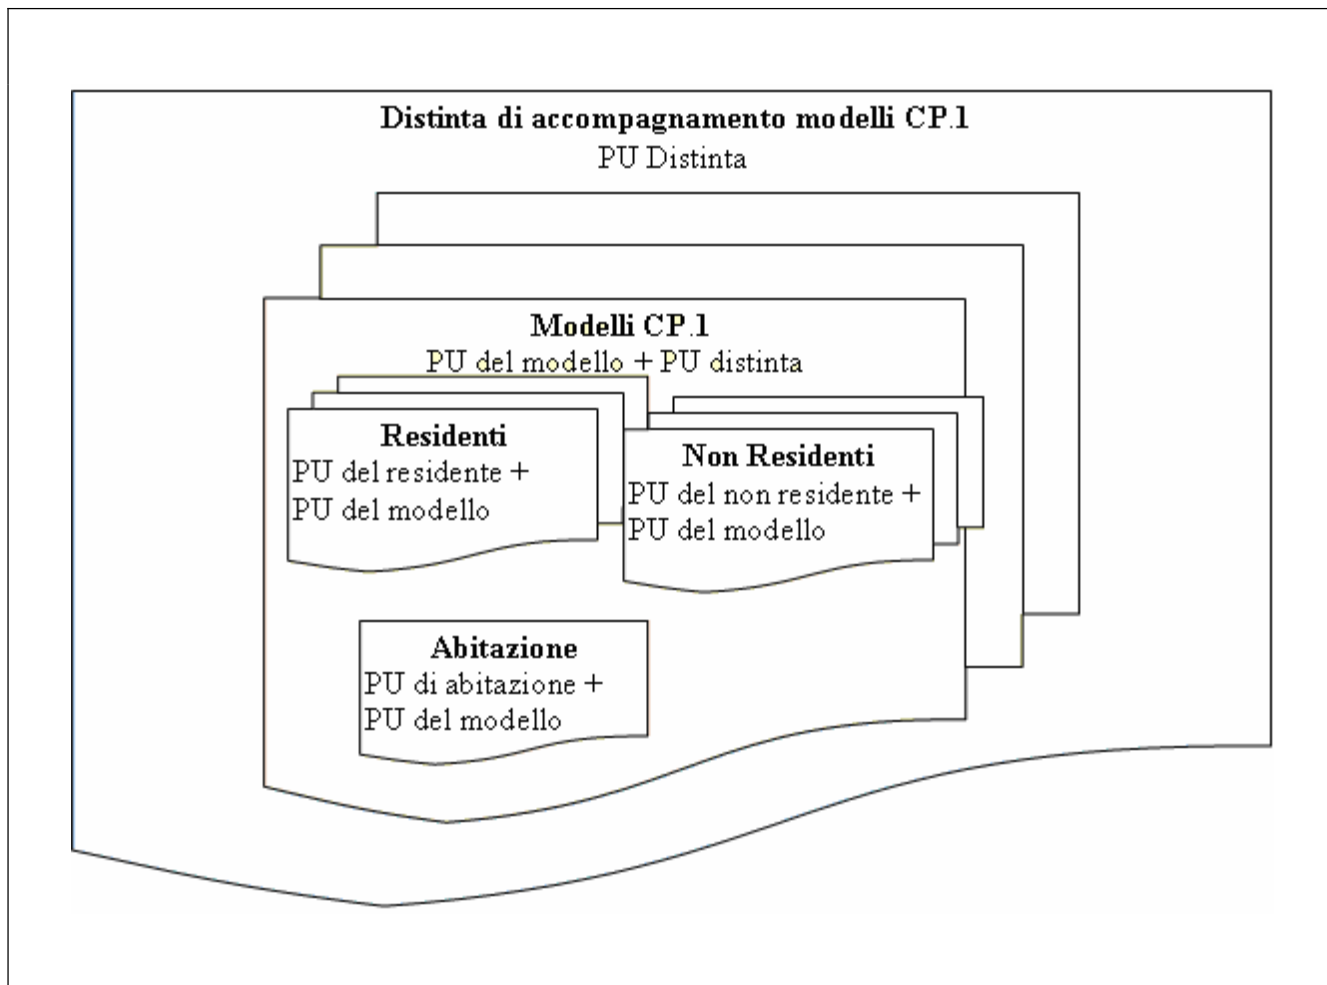 Distinta di accompagnamento modelli CP.1
PU Distinta
Modelli CP.1
PU del modello + PU distinta
Residenti
PU del residente +
PU del modello
Non Residenti
PU del non residente +
PU del modello
Abitazione
PU di abitazione +
PU del modello